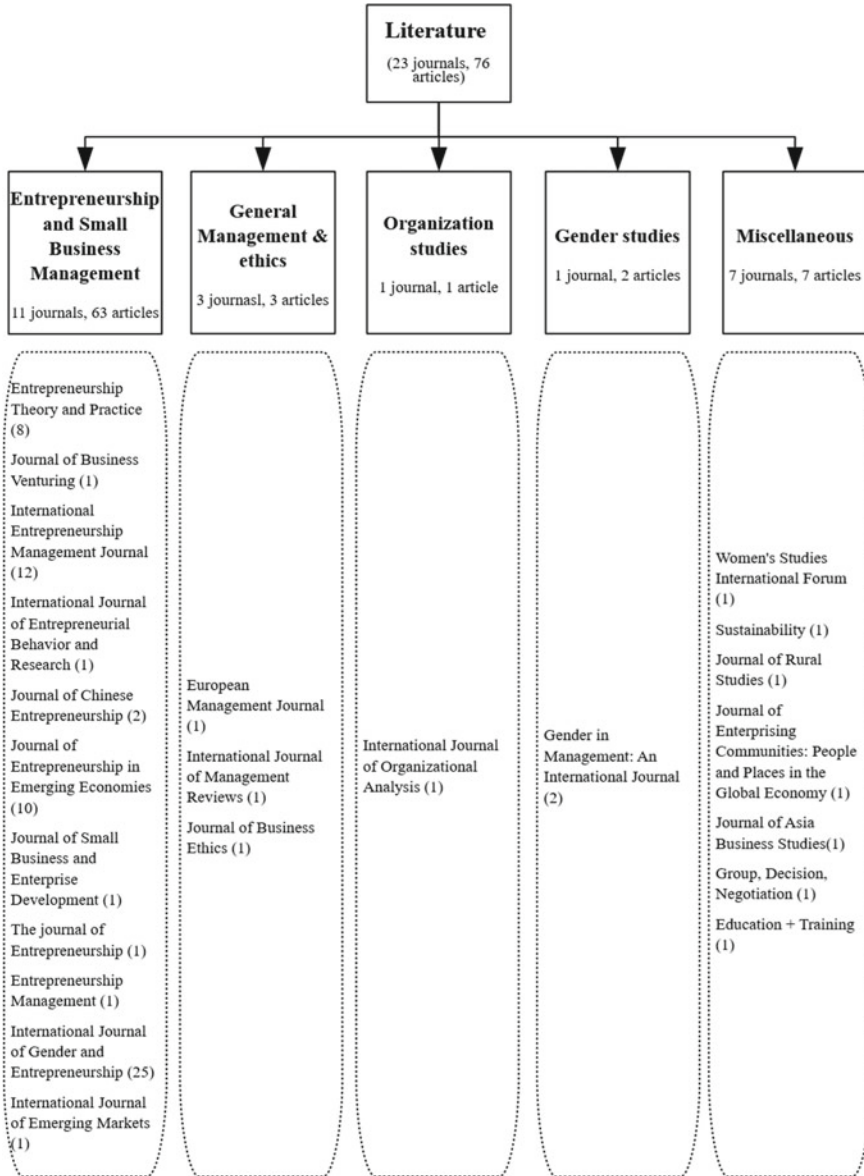 Literature
(23 journals, 76
articles)
Entrepreneurship
and Small
Business
Management
11 journals, 63 articles
General
Management &
ethics
3 journasl, 3 articles
Organization
studies
1 journal, 1 article
Gender studies
1 journal, 2 articles
Miscellaneous
7 journals, 7 articles
Entrepreneurship
Theory and Practice
(8)
Journal of Business
Venturing (1)
International
Entrepreneurship
Management Journal
(12)
International Journal
of Entrepreneurial
Behavior and
Research (1)
Journal of Chinese
Entrepreneurship (2)
Journal of
Entrepreneurship in
Emerging Economies
(10)
Journal of Small
Business and
Enterprise
Development (1)
The journal of
Entrepreneurship (1)
Entrepreneurship
Management (1)
International Journal
of Gender and
Entrepreneurship (25)
International Journal
of Emerging Markets
(1)
European
Management Journal
(1)
International Journal
of Management
Reviews (1)
Journal of Business
Ethics (1)
International Journal
of Organizational
Analysis (1)
Gender in
Management: An
International Journal
(2)
Women's Studies
International Forum
(1)
Sustainability (1)
Journal of Rural
Studies (1)
Journal of
Enterprising
Communities: People
and Places in the
Global Economy (1)
Journal of Asia
Business Studies(1)
Group, Decision,
Negotiation (1)
Education + Training
(1)